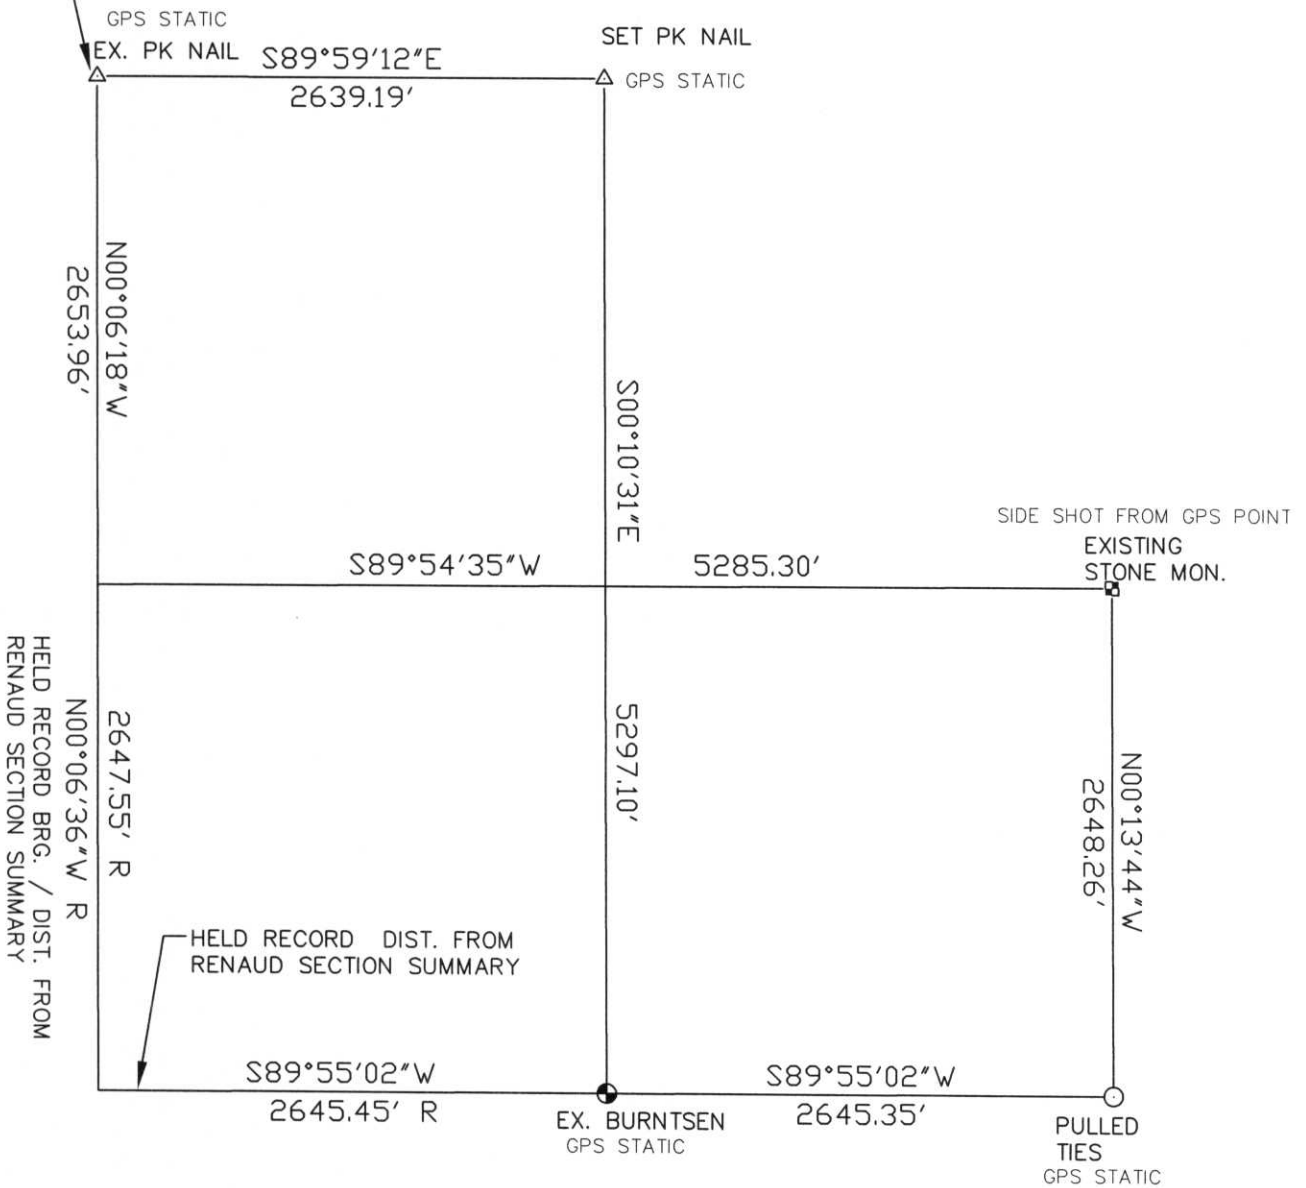 GPS STATIC
EX. PK NAIL
S89°59'12"E
2639.19'
SET PK NAIL
GPS STATIC
N00°06'18"W
2653.96'
S00°10'31"E
5297.10'
SIDE SHOT FROM GPS POINT
EXISTING
STONE MON.
S89°54'35"W
5285.30'
2647.55' R
N00°06'36"W R
HELD RECORD BRG. / DIST. FROM
RENAUD SECTION SUMMARY
N00°13'44"W
2648.26'
HELD RECORD DIST. FROM
RENAUD SECTION SUMMARY
S89°55'02"W
2645.45' R
EX. BURNTSEN
GPS STATIC
S89°55'02"W
2645.35'
PULLED
TIES
GPS STATIC